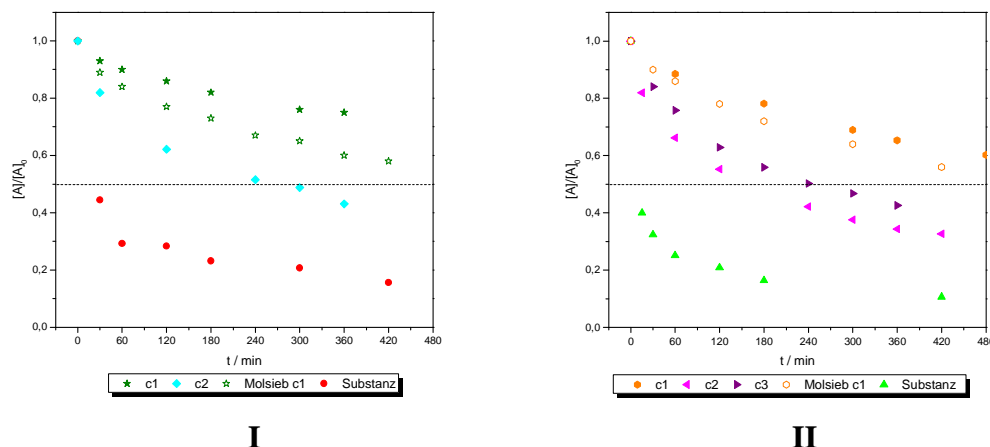 1,0
0,8
0,6
0,4
0,2
0,0
[A]/[A]0
0 60 120 180 240 300 360 420 480
t / min
c1 c2 Molsieb c1 Substanz
I
1,0
0,8
0,6
0,4
0,2
0,0
[A]/[A]0
0 60 120 180 240 300 360 420 480
t / min
c1 c2 c3 Molsieb c1 Substanz
II